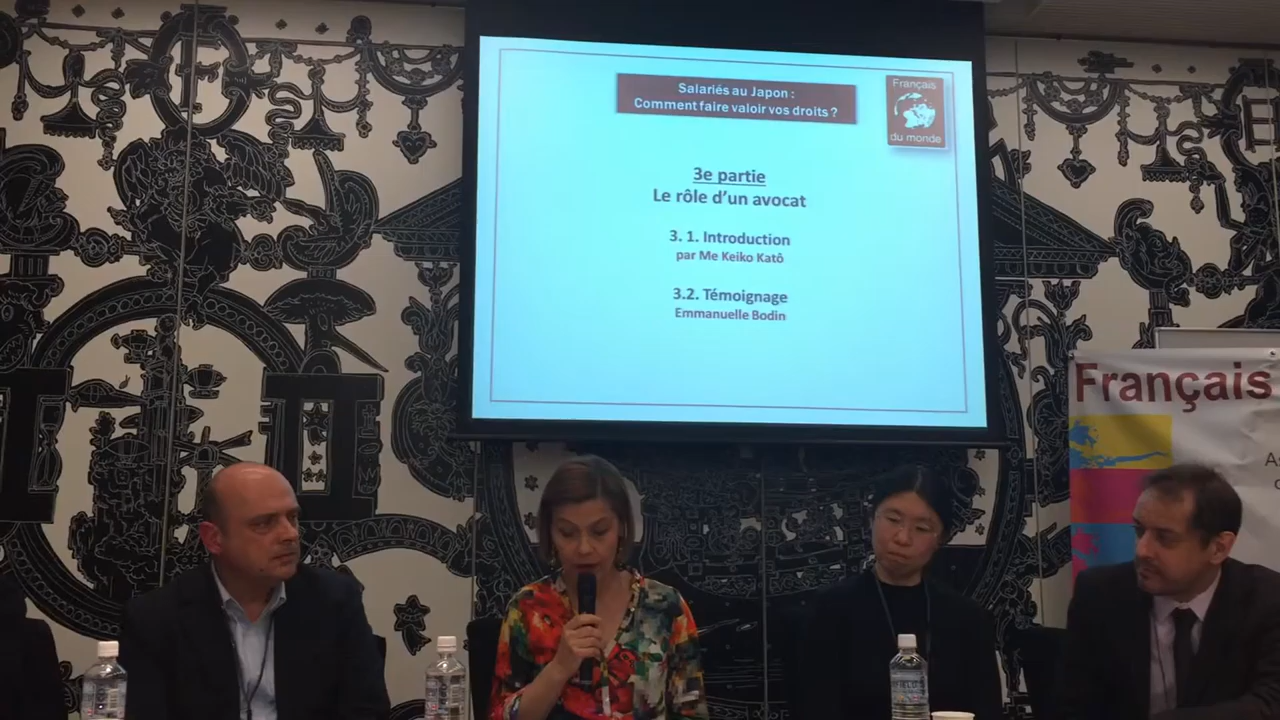 Salariés au Japon :
Comment faire valoir vos droits ?
Français
du monde
3e partie
Le rôle d'un avocat
3. 1. Introduction
par Me Keiko Katô
3.2. Témoignage
Emmanuelle Bodin
Français